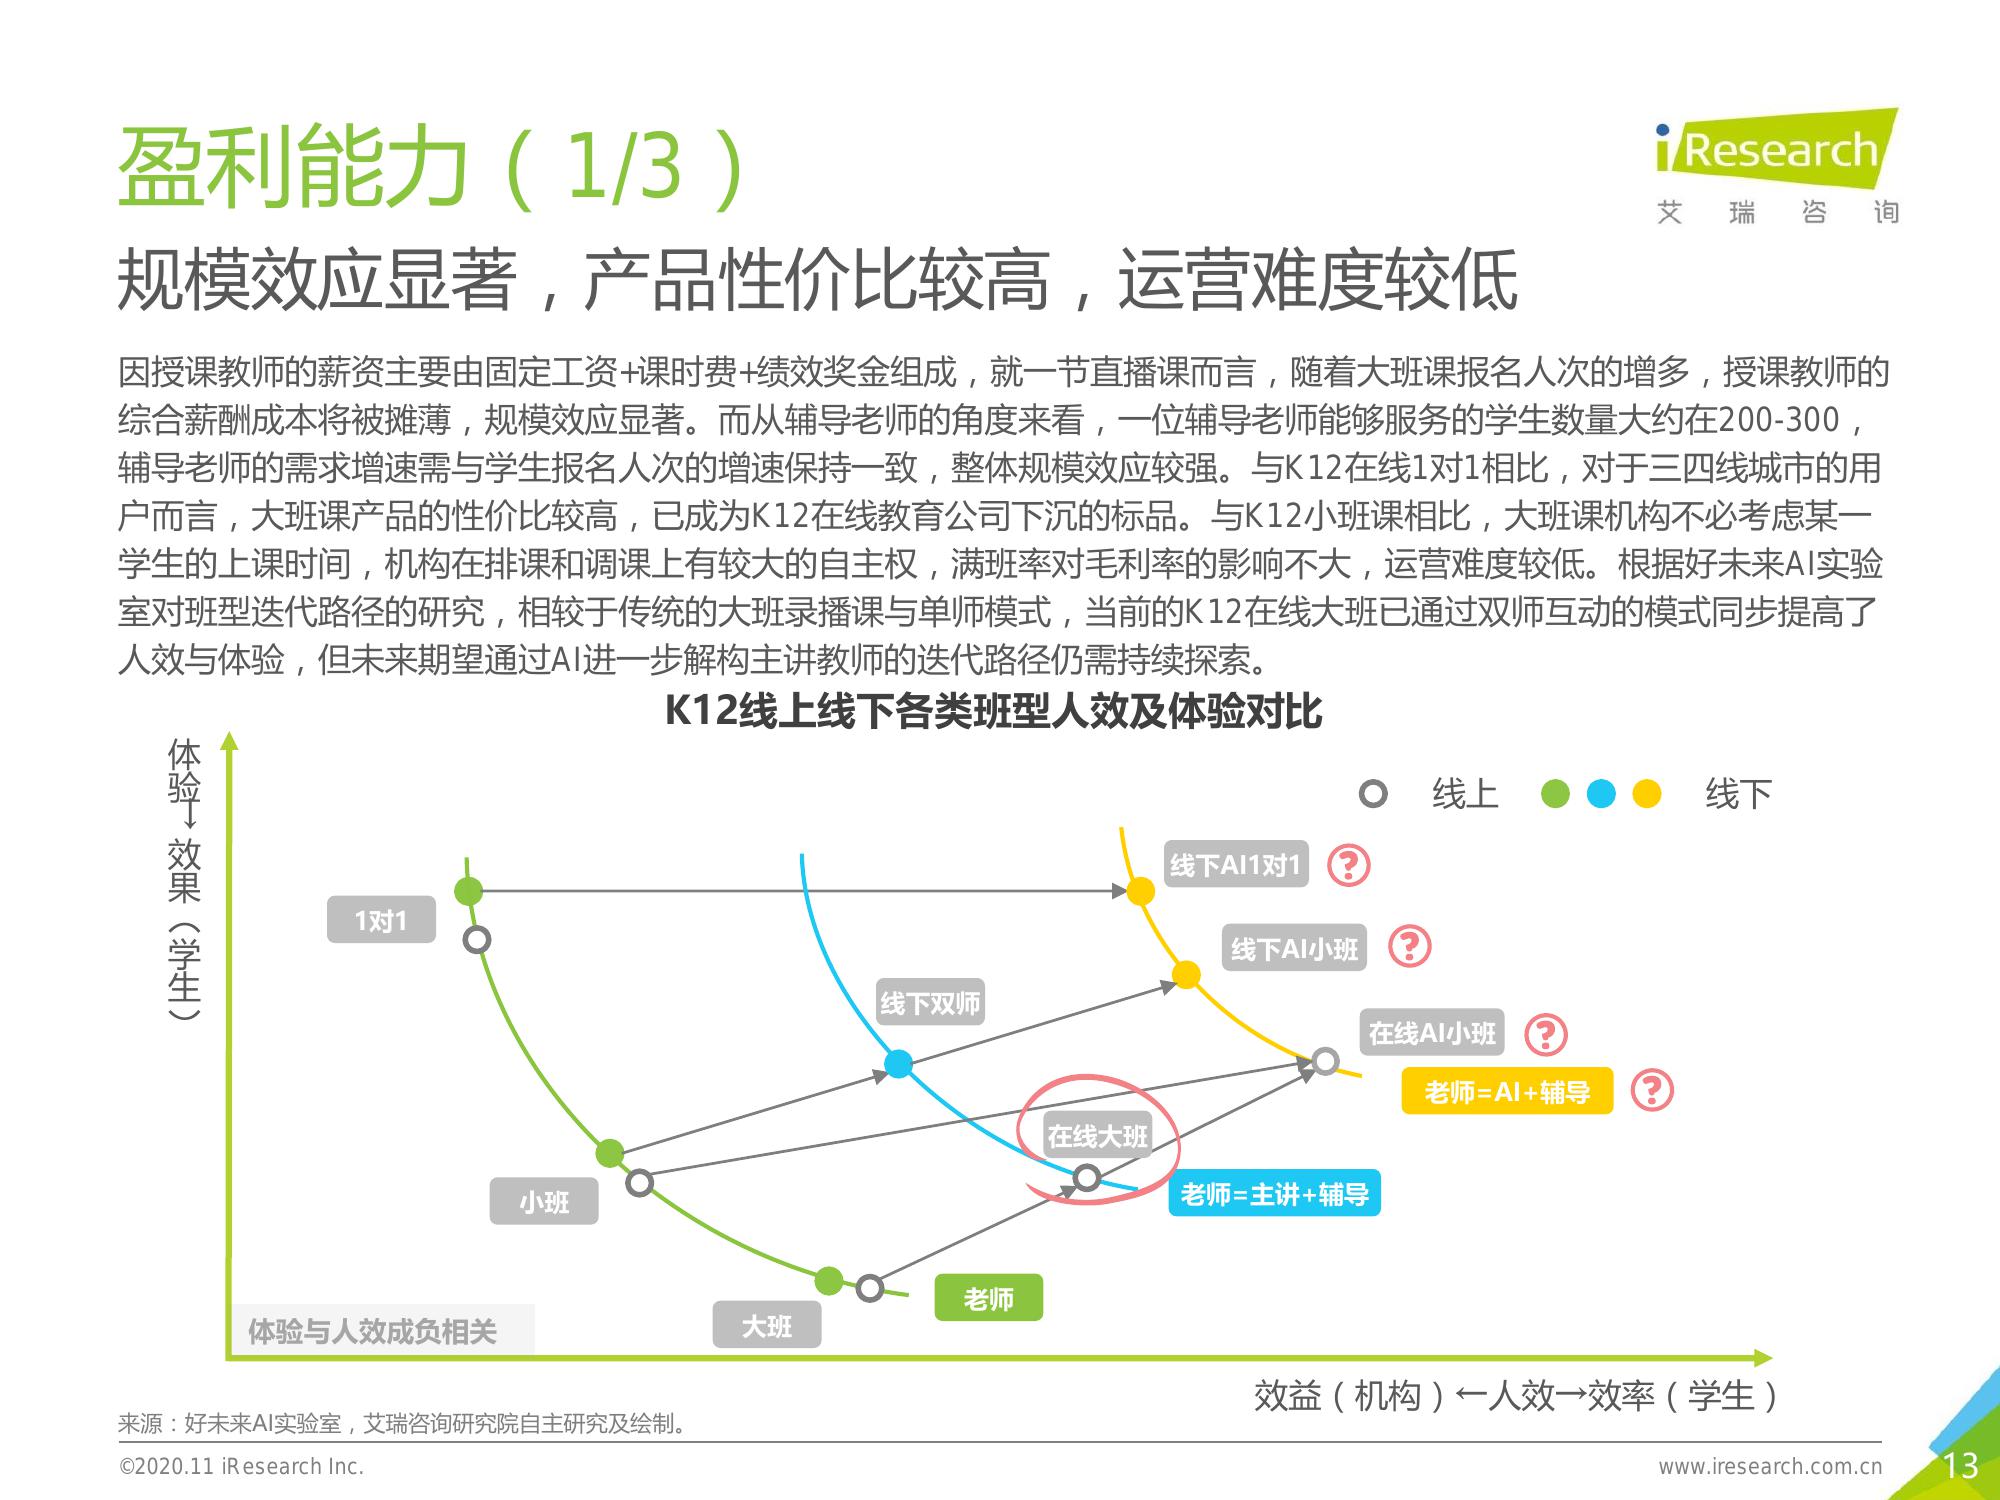 盈利能力（1/3）
iResearch
艾瑞咨询
规模效应显著，产品性价比较高，运营难度较低
因授课教师的薪资主要由固定工资+课时费+绩效奖金组成，就一节直播课而言，随着大班课报名人次的增多，授课教师的
综合薪酬成本将被摊薄，规模效应显著。而从辅导老师的角度来看，一位辅导老师能够服务的学生数量大约在200-300，
辅导老师的需求增速需与学生报名人次的增速保持一致，整体规模效应较强。与K12在线1对1相比，对于三四线城市的用
户而言，大班课产品的性价比较高，已成为K12在线教育公司下沉的标品。与K12小班课相比，大班课机构不必考虑某一
学生的上课时间，机构在排课和调课上有较大的自主权，满班率对毛利率的影响不大，运营难度较低。根据好未来AI实验
室对班型迭代路径的研究，相较于传统的大班录播课与单师模式，当前的K12在线大班已通过双师互动的模式同步提高了
人效与体验，但未来期望通过AI进一步解构主讲教师的迭代路径仍需持续探索。
K12线上线下各类班型人效及体验对比
体验→效果（学生）
线上
线下
线下AI1对1 ?
1对1
线下AI小班 ?
线下双师
在线AI小班 ?
老师=AI+辅导 ?
在线大班
老师=主讲+辅导
小班
老师
大班
体验与人效成负相关
效益（机构）←人效→效率（学生）
来源：好未来AI实验室，艾瑞咨询研究院自主研究及绘制。
©2020.11 iResearch Inc.
www.iresearch.com.cn
13